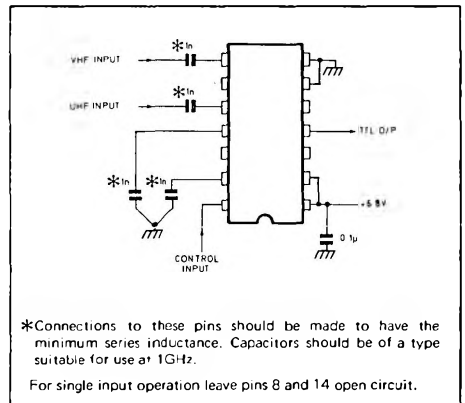 VHF INPUT
*1n
UHF INPUT
*1n
TTL O/P
*1n
*1n
+6.8V
0.1µ
CONTROL
INPUT
*Connections to these pins should be made to have the
minimum series inductance. Capacitors should be of a type
suitable for use at 1GHz.
For single input operation leave pins 8 and 14 open circuit.